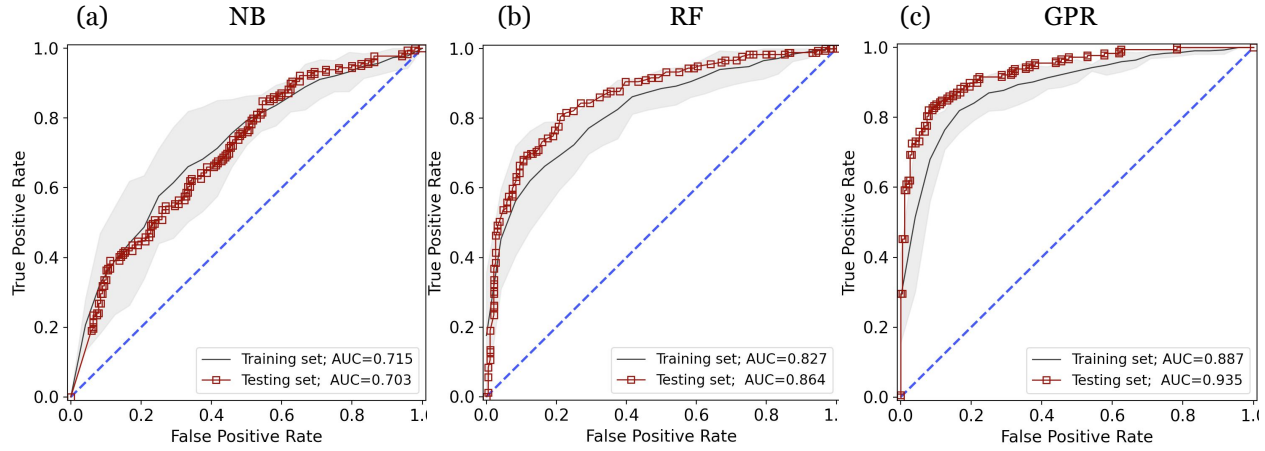 (a) NB
1.0
0.8
0.6
0.4
0.2
0.0
True Positive Rate
0.0 0.2 0.4 0.6 0.8 1.0
False Positive Rate
Training set; AUC=0.715
Testing set; AUC=0.703
(b) RF
1.0
0.8
0.6
0.4
0.2
0.0
True Positive Rate
0.0 0.2 0.4 0.6 0.8 1.0
False Positive Rate
Training set; AUC=0.827
Testing set; AUC=0.864
(c) GPR
1.0
0.8
0.6
0.4
0.2
0.0
True Positive Rate
0.0 0.2 0.4 0.6 0.8 1.0
False Positive Rate
Training set; AUC=0.887
Testing set; AUC=0.935